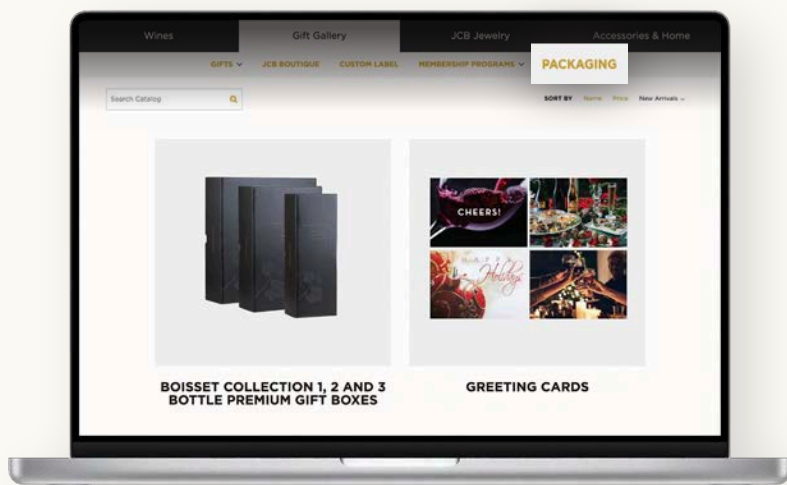 Wines
Gift Gallery
JCB Jewelry
Accessories & Home
GIFTS
JCB BOUTIQUE
CUSTOM LABEL
MEMBERSHIP PROGRAMS
PACKAGING
Search Catalog
SORT BY Name Price New Arrivals
CHEERS!
HAPPY
Holidays
BOISSET COLLECTION 1, 2 AND 3
BOTTLE PREMIUM GIFT BOXES
GREETING CARDS